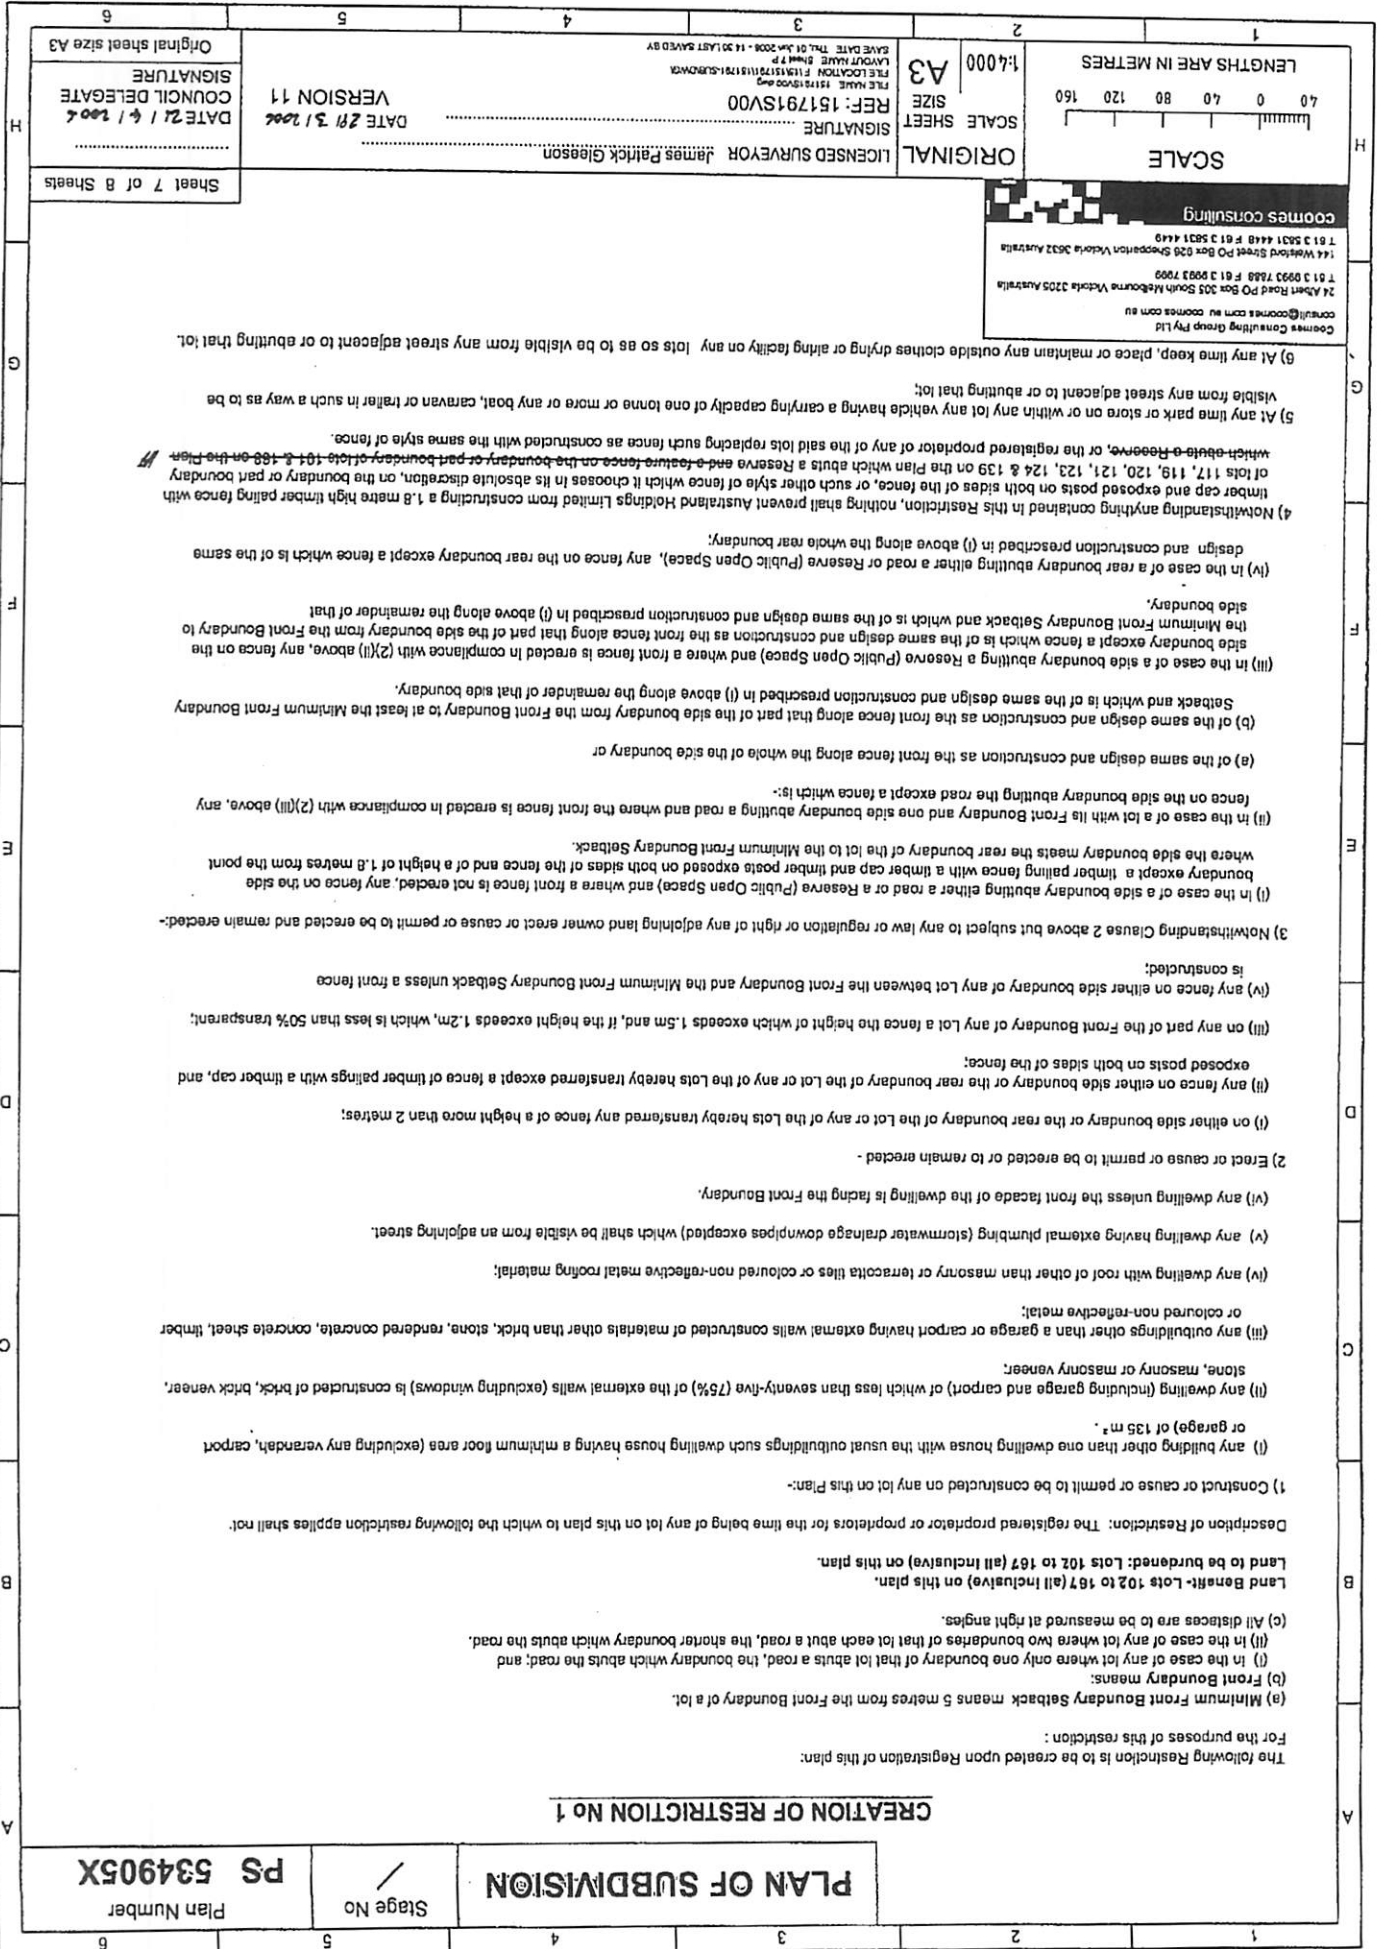 1 2 3 4 5 6
PLAN OF SUBDIVISION
Stage No
/
Plan Number
PS 534905X
CREATION OF RESTRICTION No 1
The following Restriction is to be created upon Registration of this plan:
For the purposes of this restriction :
(a) Minimum Front Boundary Setback means 5 metres from the Front Boundary of a lot.
(b) Front Boundary means:
(i) in the case of any lot where only one boundary of that lot abuts a road, the boundary which abuts the road; and
(ii) in the case of any lot where two boundaries of that lot each abut a road, the shorter boundary which abuts the road.
(c) All distaces are to be measured at right angles.
Land Benefit- Lots 102 to 167 (all inclusive) on this plan.
Land to be burdened: Lots 102 to 167 (all inclusive) on this plan.
Description of Restriction: The registered proprietor or proprietors for the time being of any lot on this plan to which the following restriction applies shall not
1) Construct or cause or permit to be constructed on any lot on this Plan:-
(i) any building other than one dwelling house with the usual outbuildings such dwelling house having a minimum floor area (excluding any verandah, carport
or garage) of 135 m².
(ii) any dwelling (including garage and carport) of which less than seventy-five (75%) of the external walls (excluding windows) is constructed of brick, brick veneer,
stone, masonry or masonry veneer;
(iii) any outbuildings other than a garage or carport having external walls constructed of materials other than brick, stone, rendered concrete, concrete sheet, timber
or coloured non-reflective metal;
(iv) any dwelling with roof of other than masonry or terracotta tiles or coloured non-reflective metal roofing material;
(v) any dwelling having external plumbing (stormwater drainage downpipes excepted) which shall be visible from an adjoining street.
(vi) any dwelling unless the front facade of the dwelling is facing the Front Boundary.
2) Erect or cause or permit to be erected or to remain erected -
(i) on either side boundary or the rear boundary of the Lot or any of the Lots hereby transferred any fence of a height more than 2 metres;
(ii) any fence on either side boundary or the rear boundary of the Lot or any of the Lots hereby transferred except a fence of timber palings with a timber cap, and
exposed posts on both sides of the fence;
(iii) on any part of the Front Boundary of any Lot a fence the height of which exceeds 1.5m and, if the height exceeds 1.2m, which is less than 50% transparent;
(iv) any fence on either side boundary of any Lot between the Front Boundary and the Minimum Front Boundary Setback unless a front fence
is constructed;
3) Notwithstanding Clause 2 above but subject to any law or regulation or right of any adjoining land owner erect or cause or permit to be erected and remain erected:-
(i) in the case of a side boundary abutting either a road or a Reserve (Public Open Space) and where a front fence is not erected, any fence on the side
boundary except a timber pailing fence with a timber cap and timber posts exposed on both sides of the fence and of a height of 1.8 metres from the point
where the side boundary meets the rear boundary of the lot to the Minimum Front Boundary Setback.
(ii) in the case of a lot with its Front Boundary and one side boundary abutting a road and where the front fence is erected in compliance with (2)(iii) above, any
fence on the side boundary abutting the road except a fence which is:-
(a) of the same design and construction as the front fence along the whole of the side boundary or
(b) of the same design and construction as the front fence along that part of the side boundary from the Front Boundary to at least the Minimum Front Boundary
Setback and which is of the same design and construction prescribed in (i) above along the remainder of that side boundary.
(iii) in the case of a side boundary abutting a Reserve (Public Open Space) and where a front fence is erected in compliance with (2)(ii) above, any fence on the
side boundary except a fence which is of the same design and construction as the front fence along that part of the side boundary from the Front Boundary to
the Minimum Front Boundary Setback and which is of the same design and construction prescribed in (i) above along the remainder of that
side boundary.
(iv) in the case of a rear boundary abutting either a road or Reserve (Public Open Space), any fence on the rear boundary except a fence which is of the same
design and construction prescribed in (i) above along the whole rear boundary;
4) Notwithstanding anything contained in this Restriction, nothing shall prevent Australand Holdings Limited from constructing a 1.8 metre high timber paling fence with
timber cap and exposed posts on both sides of the fence, or such other style of fence which it chooses in its absolute discretion, on the boundary or part boundary
of lots 117, 119, 120, 121, 123, 124 & 139 on the Plan which abuts a Reserve and a feature fence on the boundary or part boundary of lots 101 & 168 on the Plan
which abuts a Reserve, or the registered proprietor of any of the said lots replacing such fence as constructed with the same style of fence.
5) At any time park or store on or within any lot any vehicle having a carrying capacity of one tonne or more or any boat, caravan or trailer in such a way as to be
visible from any street adjacent to or abutting that lot;
6) At any time keep, place or maintain any outside clothes drying or airing facility on any lots so as to be visible from any street adjacent to or abutting that lot.
Coomes Consulting Group Pty Ltd
consult@coomes com au coomes com au
24 Albert Road PO Box 305 South Melbourne Victoria 3205 Australia
T 61 3 9993 7888 F 61 3 9993 7999
144 Welsford Street PO Box 926 Shepparton Victoria 3632 Australia
T 61 3 5831 4448 F 61 3 5831 4449
coomes consulting
Sheet 7 of 8 Sheets
SCALE
40 0 40 80 120 160
LENGTHS ARE IN METRES
ORIGINAL
SCALE
1:4000
SHEET SIZE
A3
LICENSED SURVEYOR James Patrick Gleeson
SIGNATURE
DATE 29/ 3 / 2006
REF: 151791SV00
VERSION 11
FILE NAME 151791SV00 dwg
LAYOUT NAME Sheet 7 P
SAVE DATE Thu, 01 Jun 2006 - 14 30 LAST SAVED BY
DATE 21 / 4 / 2006
COUNCIL DELEGATE
SIGNATURE
Original sheet size A3
1 2 3 4 5 6
A
B
C
D
E
F
G
H